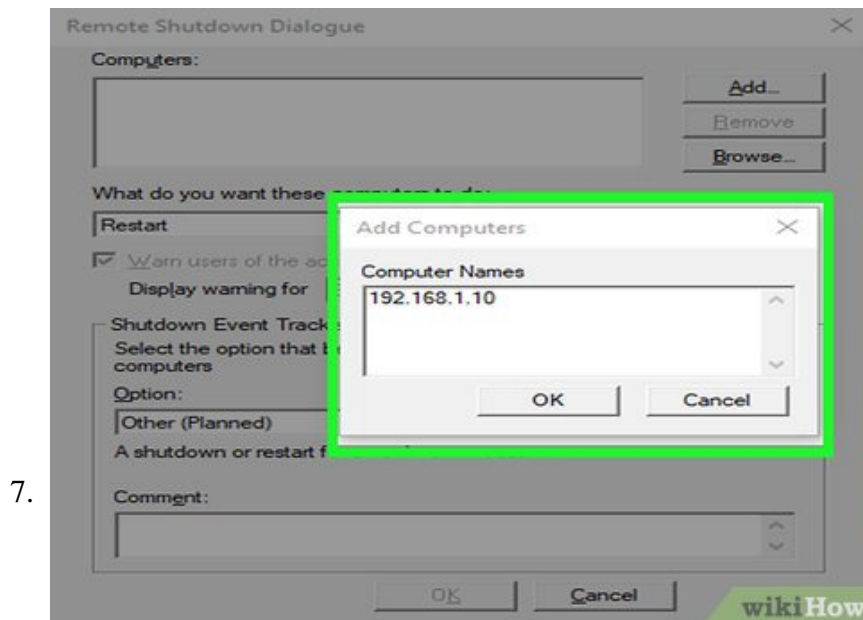 Remote Shutdown Dialogue
Computers:
Add...
Remove
Browse...
What do you want these
Restart
Add Computers
Warn users of the
Computer Names
Display warning for
192.168.1.10
Shutdown Event
Select the option that
computers
Option:
OK
Cancel
Other (Planned)
A shutdown or restart
7.
Comment:
OK
Cancel
wikiHow